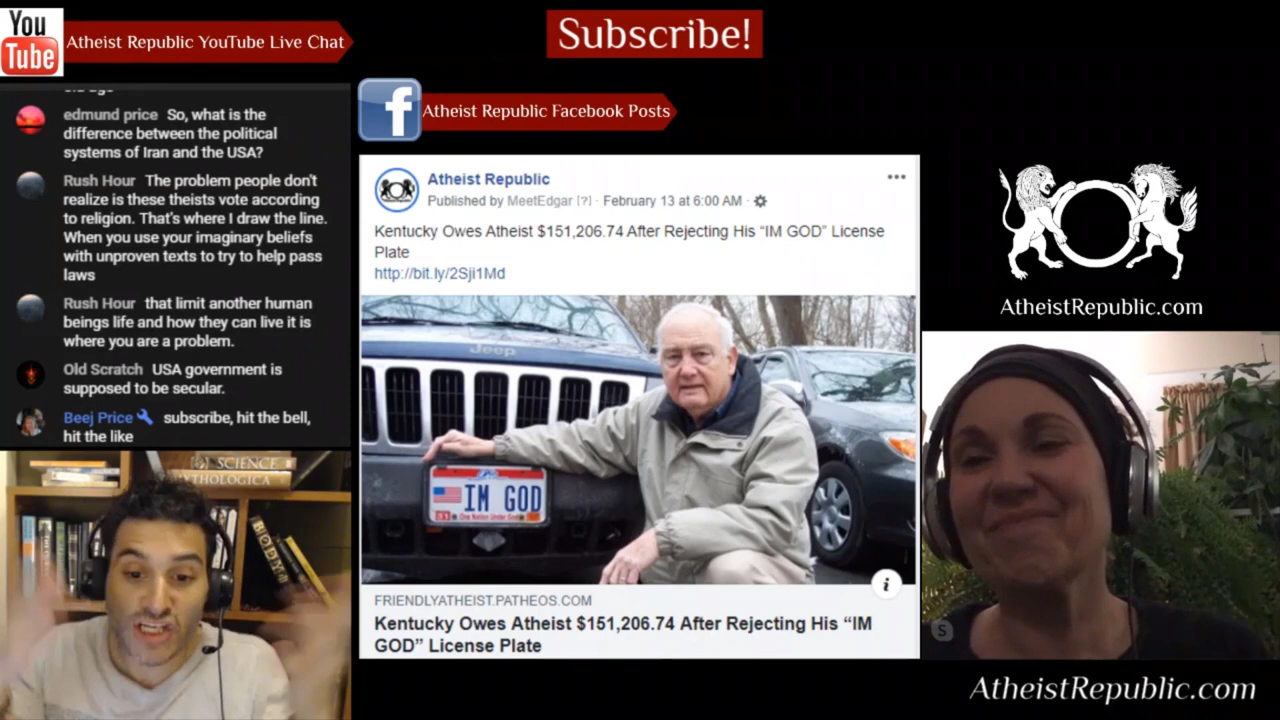 You
Tube
Atheist Republic YouTube Live Chat
Subscribe!
edmund price So, what is the
difference between the political
systems of Iran and the USA?
Rush Hour The problem people don't
realize is these theists vote according
to religion. That's where I draw the line.
When you use your imaginary beliefs
with unproven texts to try to help pass
laws
Rush Hour that limit another human
beings life and how they can live it is
where you are a problem.
Old Scratch USA government is
supposed to be secular.
Beej Price subscribe, hit the bell,
hit the like
f
Atheist Republic Facebook Posts
Atheist Republic
Published by MeetEdgar [?] · February 13 at 6:00 AM ·
Kentucky Owes Atheist $151,206.74 After Rejecting His “IM GOD” License
Plate
http://bit.ly/2Sji1Md
Jeep
IM GOD
One Nation Under God
i
FRIENDLYATHEIST.PATHEOS.COM
Kentucky Owes Atheist $151,206.74 After Rejecting His “IM
GOD” License Plate
AtheistRepublic.com
SCIENCE
MYTHOLOGICA
BODY
S
AtheistRepublic.com